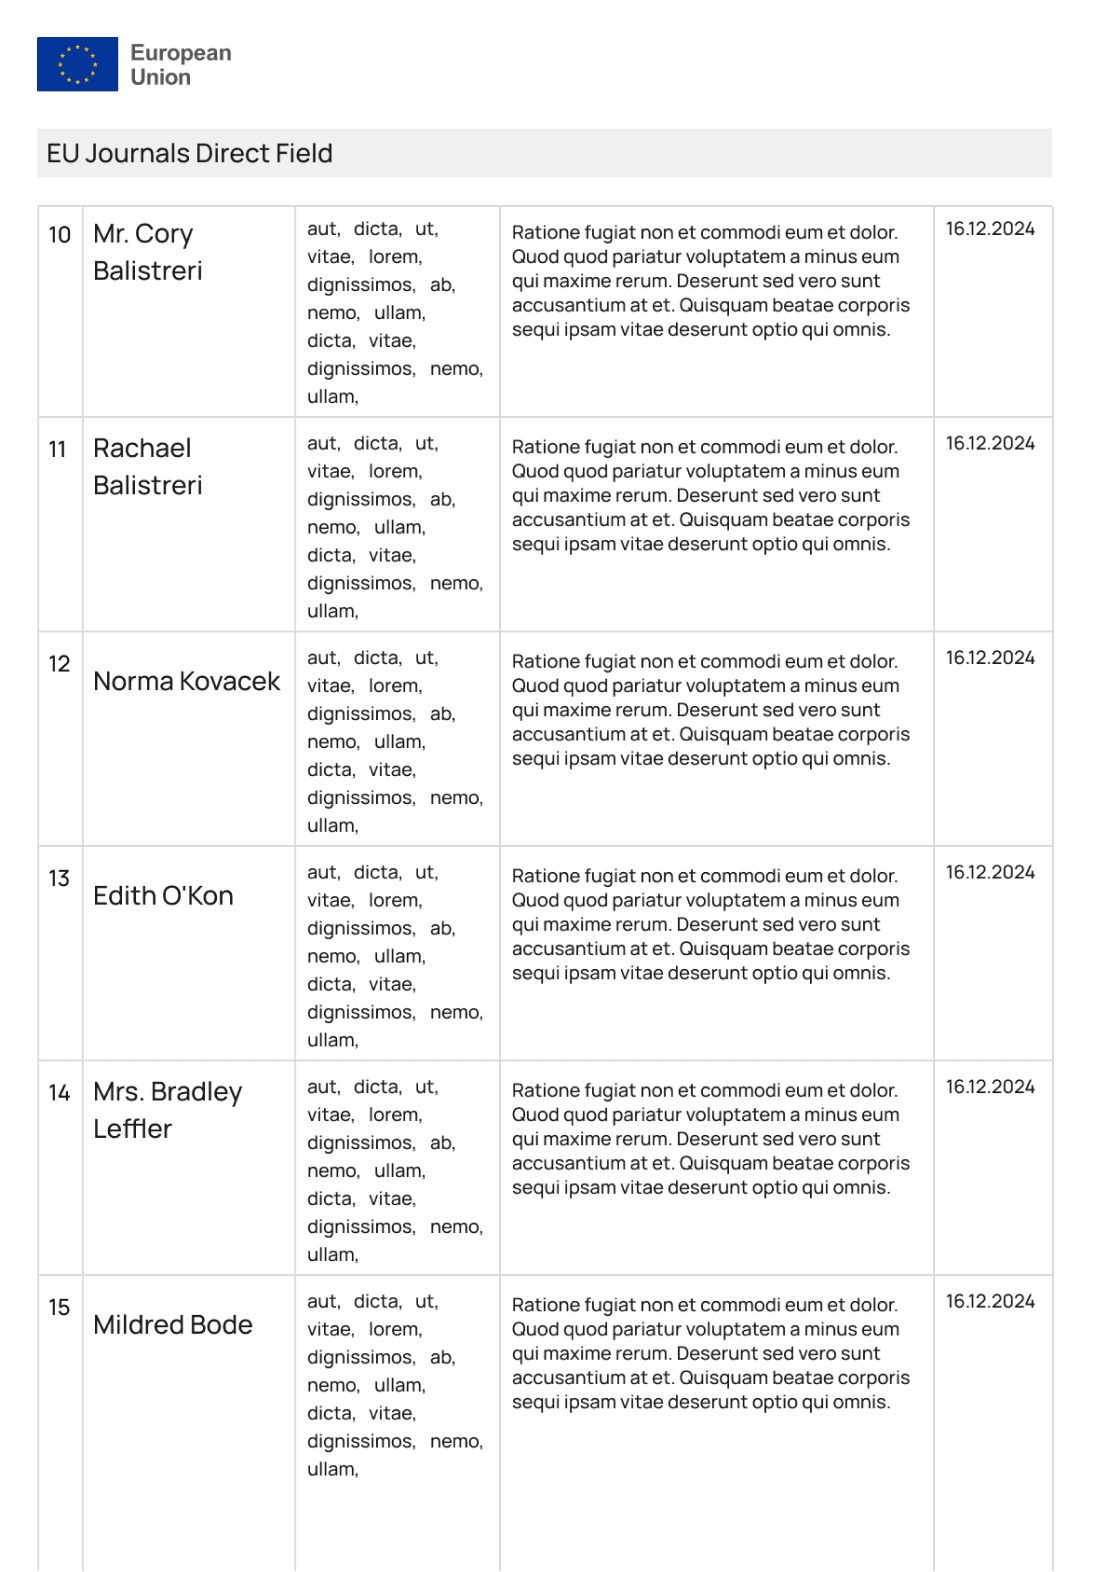 European
Union
EU Journals Direct Field
10
Mr. Cory
Balistreri
aut, dicta, ut,
vitae, lorem,
dignissimos, ab,
nemo, ullam,
dicta, vitae,
dignissimos, nemo,
ullam,
Ratione fugiat non et commodi eum et dolor.
Quod quod pariatur voluptatem a minus eum
qui maxime rerum. Deserunt sed vero sunt
accusantium at et. Quisquam beatae corporis
sequi ipsam vitae deserunt optio qui omnis.
16.12.2024
11
Rachael
Balistreri
aut, dicta, ut,
vitae, lorem,
dignissimos, ab,
nemo, ullam,
dicta, vitae,
dignissimos, nemo,
ullam,
Ratione fugiat non et commodi eum et dolor.
Quod quod pariatur voluptatem a minus eum
qui maxime rerum. Deserunt sed vero sunt
accusantium at et. Quisquam beatae corporis
sequi ipsam vitae deserunt optio qui omnis.
16.12.2024
12
Norma Kovacek
aut, dicta, ut,
vitae, lorem,
dignissimos, ab,
nemo, ullam,
dicta, vitae,
dignissimos, nemo,
ullam,
Ratione fugiat non et commodi eum et dolor.
Quod quod pariatur voluptatem a minus eum
qui maxime rerum. Deserunt sed vero sunt
accusantium at et. Quisquam beatae corporis
sequi ipsam vitae deserunt optio qui omnis.
16.12.2024
13
Edith O'Kon
aut, dicta, ut,
vitae, lorem,
dignissimos, ab,
nemo, ullam,
dicta, vitae,
dignissimos, nemo,
ullam,
Ratione fugiat non et commodi eum et dolor.
Quod quod pariatur voluptatem a minus eum
qui maxime rerum. Deserunt sed vero sunt
accusantium at et. Quisquam beatae corporis
sequi ipsam vitae deserunt optio qui omnis.
16.12.2024
14
Mrs. Bradley
Leffler
aut, dicta, ut,
vitae, lorem,
dignissimos, ab,
nemo, ullam,
dicta, vitae,
dignissimos, nemo,
ullam,
Ratione fugiat non et commodi eum et dolor.
Quod quod pariatur voluptatem a minus eum
qui maxime rerum. Deserunt sed vero sunt
accusantium at et. Quisquam beatae corporis
sequi ipsam vitae deserunt optio qui omnis.
16.12.2024
15
Mildred Bode
aut, dicta, ut,
vitae, lorem,
dignissimos, ab,
nemo, ullam,
dicta, vitae,
dignissimos, nemo,
ullam,
Ratione fugiat non et commodi eum et dolor.
Quod quod pariatur voluptatem a minus eum
qui maxime rerum. Deserunt sed vero sunt
accusantium at et. Quisquam beatae corporis
sequi ipsam vitae deserunt optio qui omnis.
16.12.2024